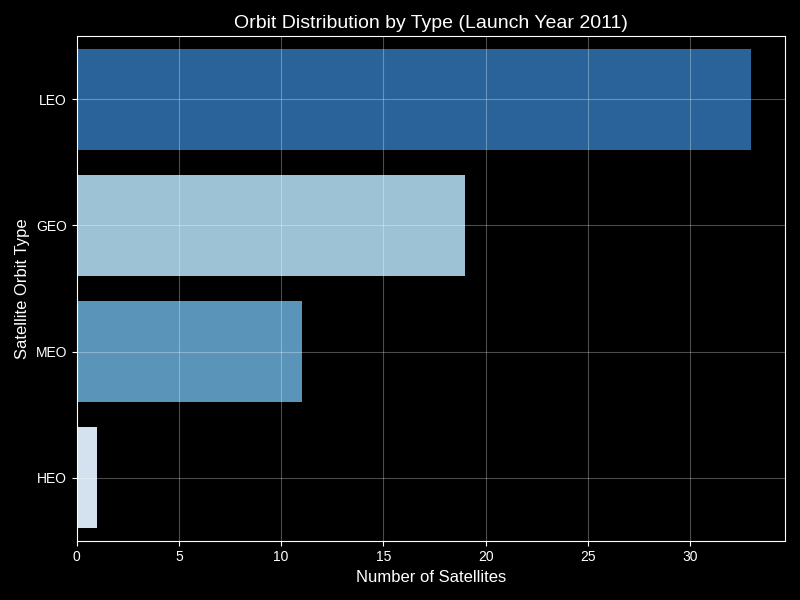 Orbit Distribution by Type (Launch Year 2011)
Satellite Orbit Type
LEO
GEO
MEO
HEO
0 5 10 15 20 25 30
Number of Satellites